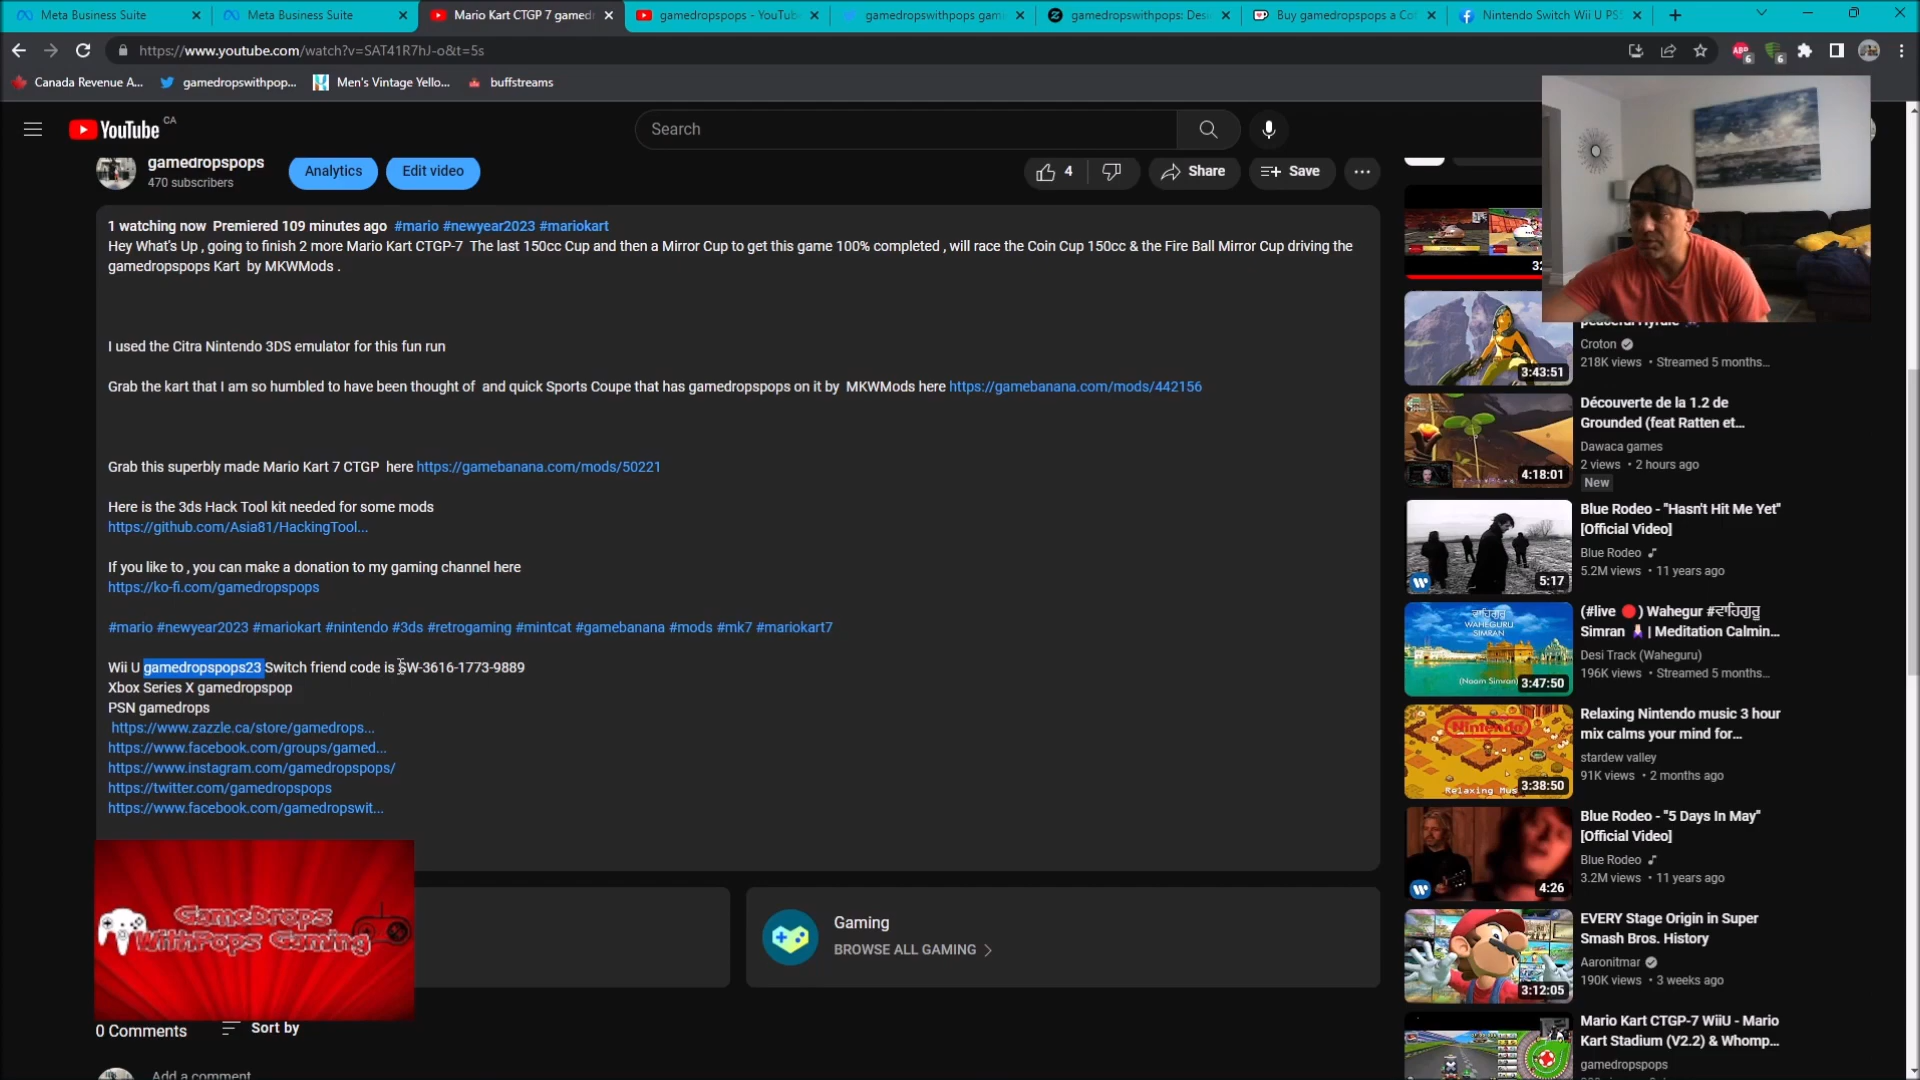 Meta Business Suite
Meta Business Suite
Mario Kart CTGP 7 gamed
gamedropspops - YouTube
gamedropswithpops gam
gamedropswithpops: Des
Buy gamedropspops a Co
Nintendo Switch Wii U PS
https://www.youtube.com/watch?v=SAT41R7hJ-o&t=5s
Canada Revenue A...
gamedropswithpop...
Men's Vintage Yello...
buffstreams
YouTube CA
Search
gamedropspops
470 subscribers
Analytics
Edit video
4
Share
Save
1 watching now Premiered 109 minutes ago #mario #newyear2023 #mariokart
Hey What's Up , going to finish 2 more Mario Kart CTGP-7 The last 150cc Cup and then a Mirror Cup to get this game 100% completed , will race the Coin Cup 150cc & the Fire Ball Mirror Cup driving the
gamedropspops Kart by MKWMods .
I used the Citra Nintendo 3DS emulator for this fun run
Grab the kart that I am so humbled to have been thought of and quick Sports Coupe that has gamedropspops on it by MKWMods here https://gamebanana.com/mods/442156
Grab this superbly made Mario Kart 7 CTGP here https://gamebanana.com/mods/50221
Here is the 3ds Hack Tool kit needed for some mods
https://github.com/Asia81/HackingTool...
If you like to , you can make a donation to my gaming channel here
https://ko-fi.com/gamedropspops
#mario #newyear2023 #mariokart #nintendo #3ds #retrogaming #mintcat #gamebanana #mods #mk7 #mariokart7
Wii U gamedropspops23 Switch friend code is SW-3616-1773-9889
Xbox Series X gamedropspop
PSN gamedrops
https://www.zazzle.ca/store/gamedrops...
https://www.facebook.com/groups/gamed...
https://www.instagram.com/gamedropspops/
https://twitter.com/gamedropspops
https://www.facebook.com/gamedropswit...
GameDrops
WithPops Gaming
Gaming
BROWSE ALL GAMING
0 Comments
Sort by
Add a comment
32
peaceful Hyrule
Croton
218K views • Streamed 5 months...
3:43:51
Découverte de la 1.2 de
Grounded (feat Ratten et...
Dawaca games
2 views • 2 hours ago
New
4:18:01
Blue Rodeo - "Hasn't Hit Me Yet"
[Official Video]
Blue Rodeo
5.2M views • 11 years ago
5:17
(#live 🔴 ) Wahegur #ਵਾਹਿਗੁਰੂ
Simran | Meditation Calmin...
Desi Track (Waheguru)
196K views • Streamed 5 months...
WAHEGURU
SIMRAN
(Naam Simran)
3:47:50
Relaxing Nintendo music 3 hour
mix calms your mind for...
stardew valley
91K views • 2 months ago
Nintendo
Relaxing Mus
3:38:50
Blue Rodeo - "5 Days In May"
[Official Video]
Blue Rodeo
3.2M views • 11 years ago
4:26
EVERY Stage Origin in Super
Smash Bros. History
Aaronitmar
190K views • 3 weeks ago
3:12:05
Mario Kart CTGP-7 WiiU - Mario
Kart Stadium (V2.2) & Whomp...
gamedropspops